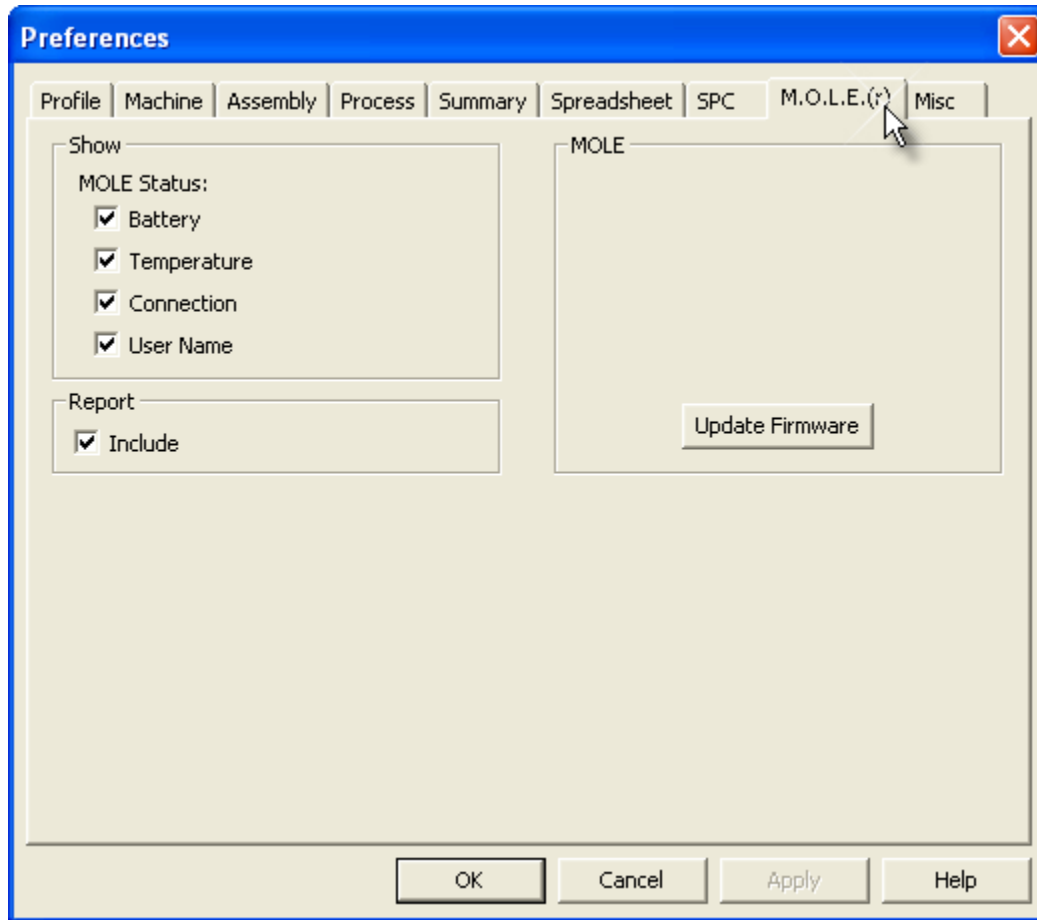 Preferences
Profile Machine Assembly Process Summary Spreadsheet SPC M.O.L.E.(r) Misc
Show
MOLE Status:
Battery
Temperature
Connection
User Name
Report
Include
MOLE
Update Firmware
OK Cancel Apply Help